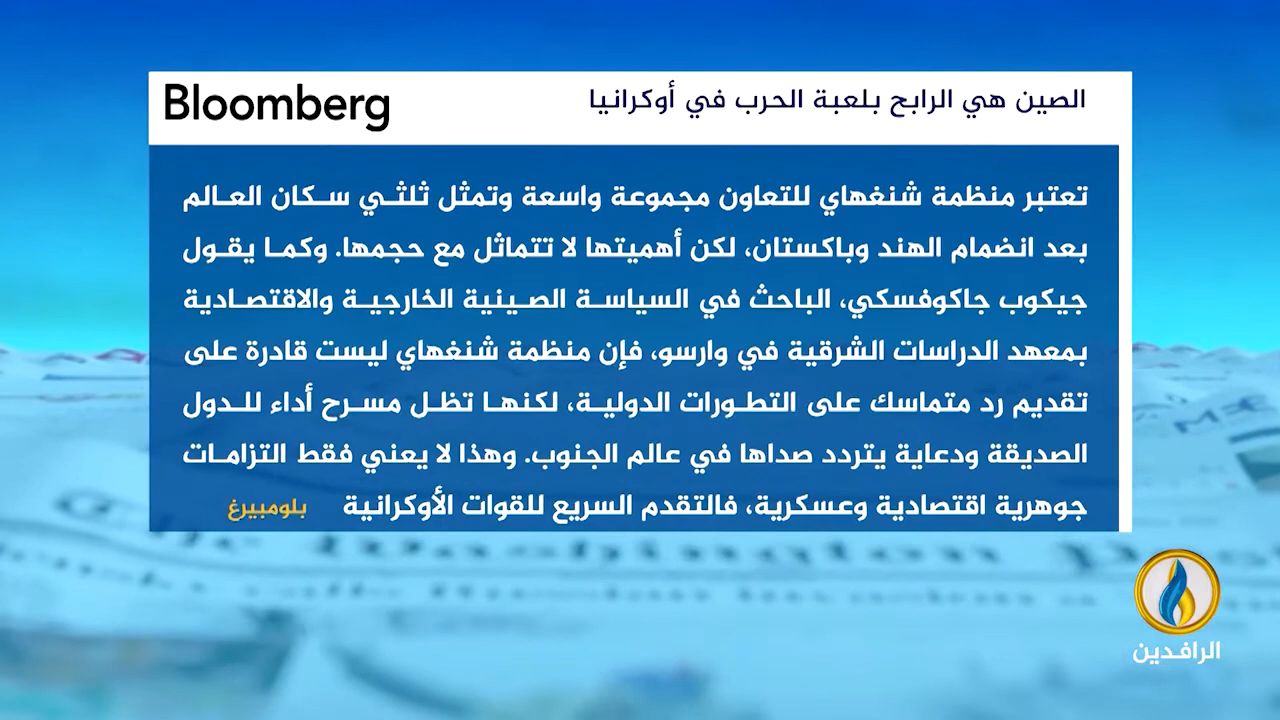 Bloomberg
الصين هي الرابح بلعبة الحرب في أوكرانيا
تعتبر منظمة شنغهاي للتعاون مجموعة واسعة وتمثل ثلثي سكان العالم
بعد انضمام الهند وباكستان، لكن أهميتها لا تتماثل مع حجمها. وكما يقول
جيكوب جاكوفسكي، الباحث في السياسة الصينية الخارجية والاقتصادية
بمعهد الدراسات الشرقية في وارسو، فإن منظمة شنغهاي ليست قادرة على
تقديم رد متماسك على التطورات الدولية، لكنها تظل مسرح أداء للدول
الصديقة ودعاية يتردد صداها في عالم الجنوب. وهذا لا يعني فقط التزامات
جوهرية اقتصادية وعسكرية، فالتقدم السريع للقوات الأوكرانية
بلومبيرغ
الرافدين